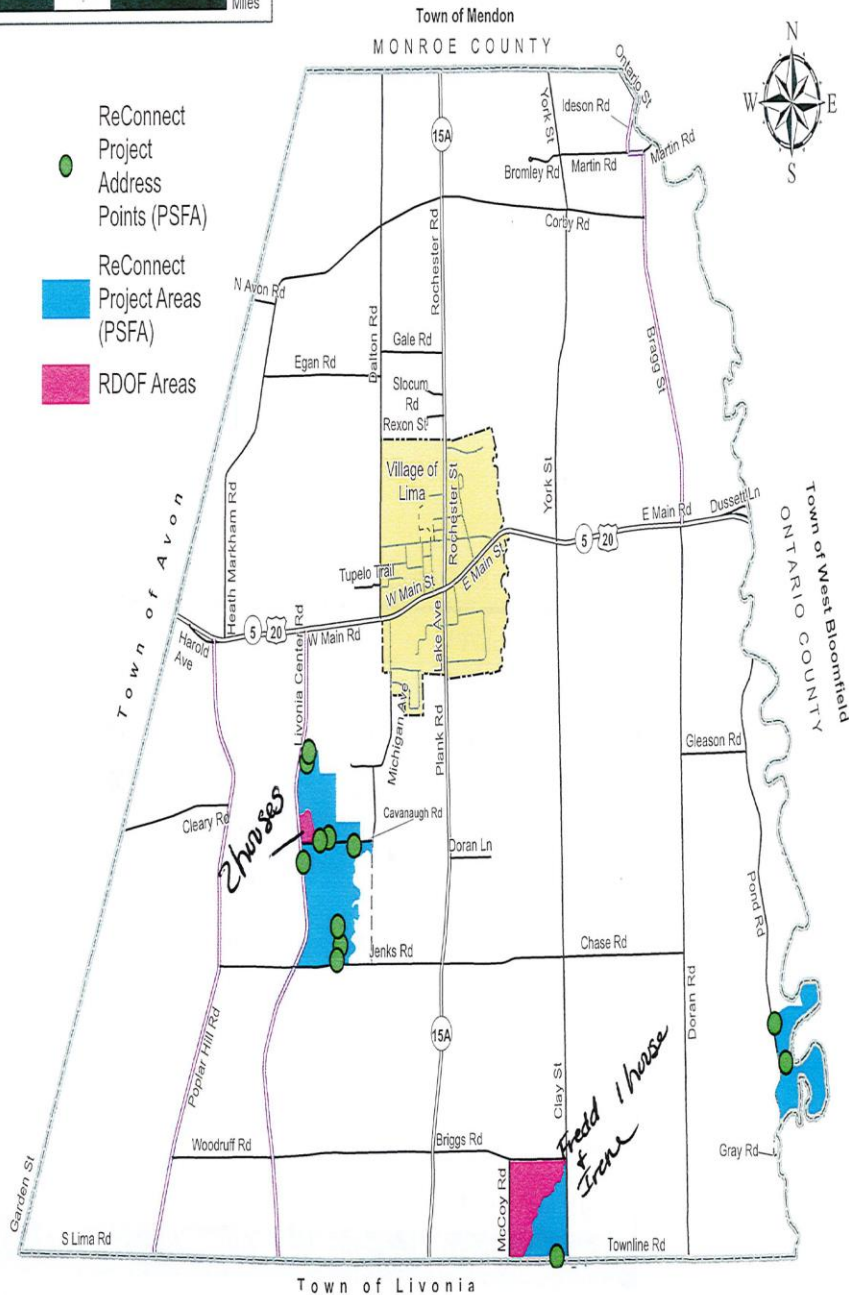 Miles
Town of Mendon
MONROE COUNTY
N
W E
S
ReConnect
Project
Address
Points (PSFA)
ReConnect
Project Areas
(PSFA)
RDOF Areas
Ontario St
Ideson Rd
York St
15A
Bromley Rd
Martin Rd
Martin Rd
Corby Rd
Rochester Rd
N Avon Rd
Dalton Rd
Gale Rd
Egan Rd
Slocum
Rd
Rexon St
Bragg St
Village of
Lima
Rochester St
York St
Heath Markham Rd
E Main Rd
Dussett Ln
5 20
Town of West Bloomfield
ONTARIO COUNTY
Town of Avon
Tupelo Trail
W Main St
E Main St
Harold
Ave
5 20
W Main Rd
Livonia Center Rd
Lake Ave
Michigan Ave
Plank Rd
Gleason Rd
Cleary Rd
2 houses
Cavanaugh Rd
Doran Ln
Pond Rd
Jenks Rd
Chase Rd
Doran Rd
15A
Poplar Hill Rd
Clay St
Fredd 1 house
+
Irene
Woodruff Rd
Briggs Rd
Gray Rd
Garden St
McCoy Rd
S Lima Rd
Townline Rd
Town of Livonia